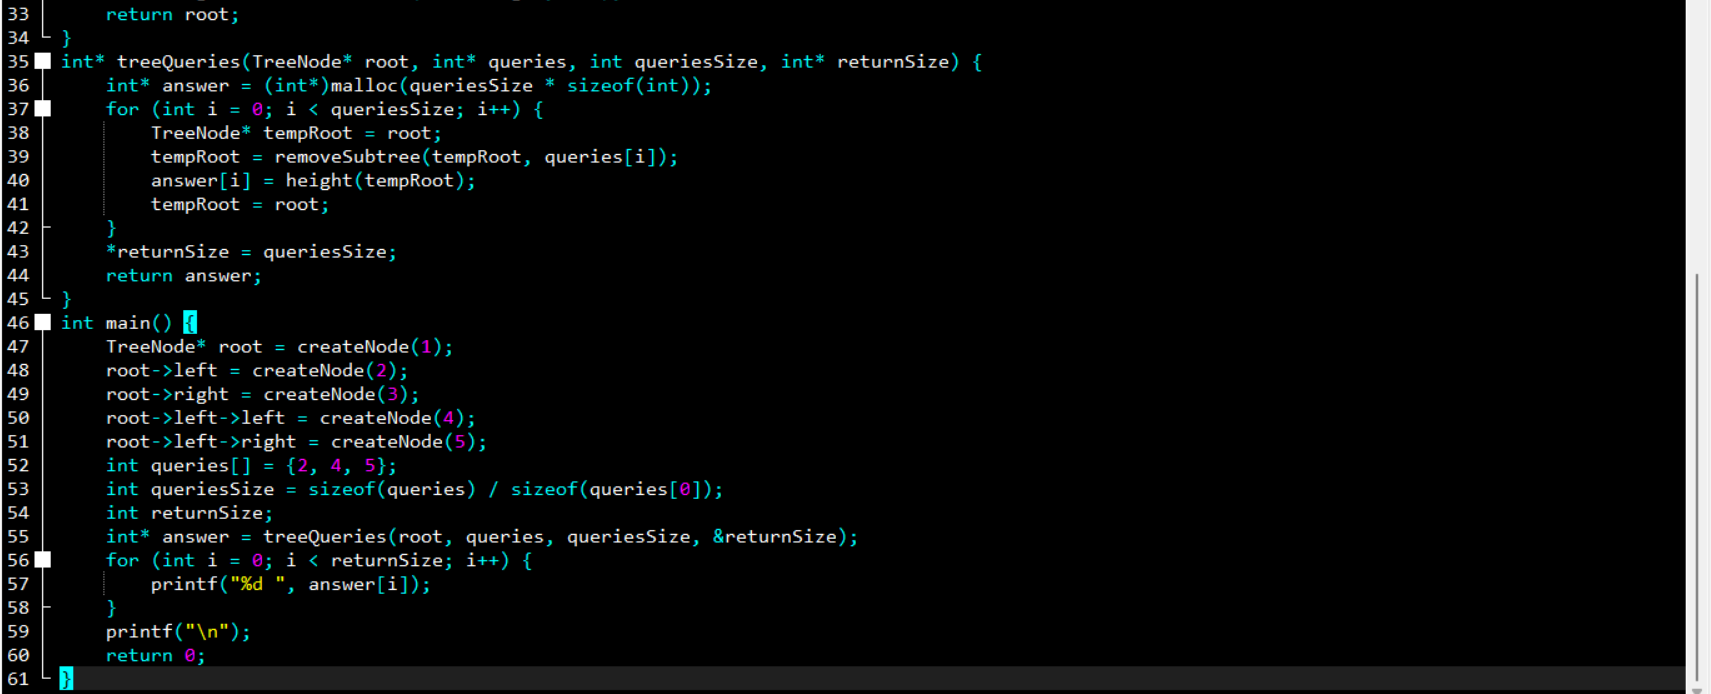 33 return root;
34 }
35 int* treeQueries(TreeNode* root, int* queries, int queriesSize, int* returnSize) {
36 int* answer = (int*)malloc(queriesSize * sizeof(int));
37 for (int i = 0; i < queriesSize; i++) {
38 TreeNode* tempRoot = root;
39 tempRoot = removeSubtree(tempRoot, queries[i]);
40 answer[i] = height(tempRoot);
41 tempRoot = root;
42 }
43 *returnSize = queriesSize;
44 return answer;
45 }
46 int main() {
47 TreeNode* root = createNode(1);
48 root->left = createNode(2);
49 root->right = createNode(3);
50 root->left->left = createNode(4);
51 root->left->right = createNode(5);
52 int queries[] = {2, 4, 5};
53 int queriesSize = sizeof(queries) / sizeof(queries[0]);
54 int returnSize;
55 int* answer = treeQueries(root, queries, queriesSize, &returnSize);
56 for (int i = 0; i < returnSize; i++) {
57 printf("%d ", answer[i]);
58 }
59 printf("\n");
60 return 0;
61 }